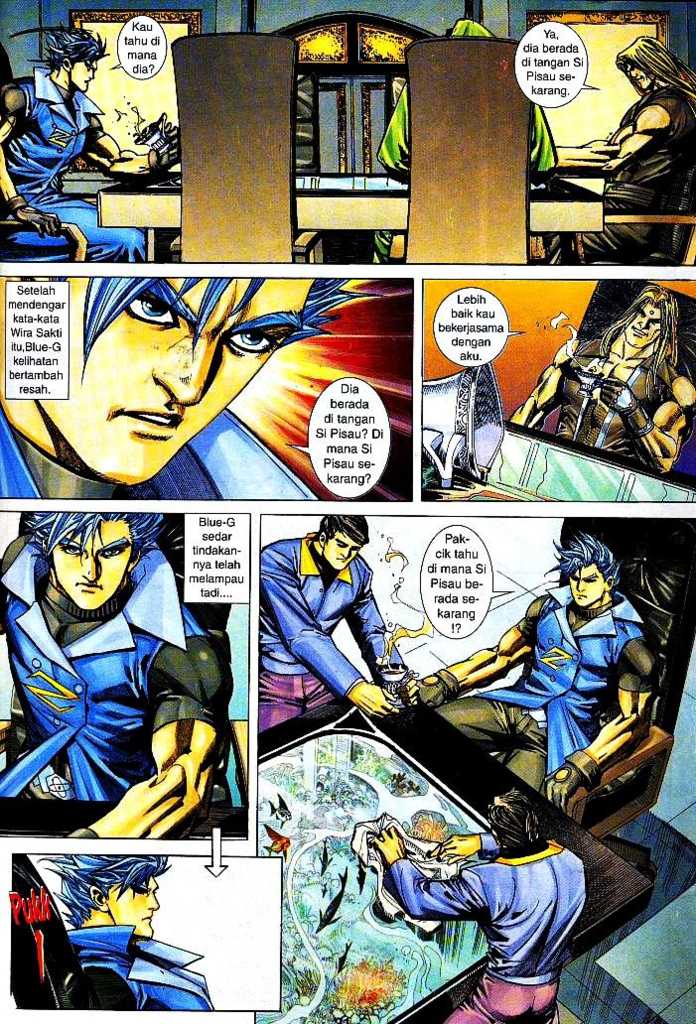 Kau
tahu di
mana
dia?
Ya,
dia berada
di tangan Si
Pisau se-
karang.
Setelah
mendengar
kata-kata
Wira Sakti
itu,Blue-G
kelihatan
bertambah
resah.
Dia
berada
di tangan
Si Pisau? Di
mana Si
Pisau se-
karang?
Lebih
baik kau
bekerjasama
dengan
aku.
Blue-G
sedar
tindakan-
nya telah
melampau
tadi....
Pak-
cik tahu
di mana Si
Pisau be-
rada se-
karang
!?
Z
Z
Z